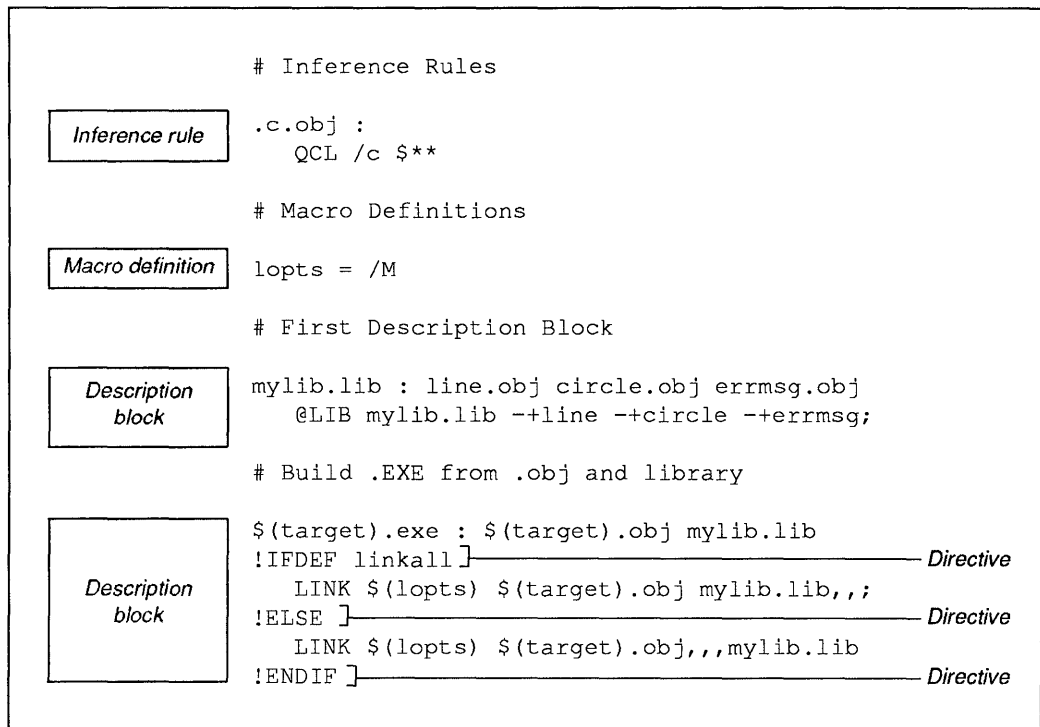 # Inference Rules
Inference rule
.c.obj :
QCL /c $**
# Macro Definitions
Macro definition
lopts = /M
# First Description Block
Description
block
mylib.lib : line.obj circle.obj errmsg.obj
@LIB mylib.lib -+line -+circle -+errmsg;
# Build .EXE from .obj and library
Description
block
$(target).exe : $(target).obj mylib.lib
!IFDEF linkall Directive
LINK $(lopts) $(target).obj mylib.lib,,;
!ELSE Directive
LINK $(lopts) $(target).obj,,,mylib.lib
!ENDIF Directive